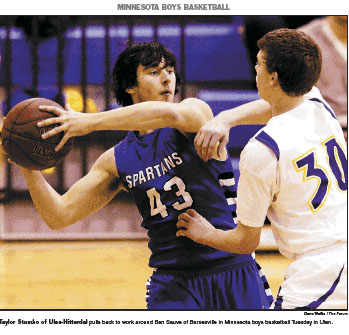 MINNESOTA BOYS BASKETBALL
SPARTANS
43
30
Dave Wallis / The Forum
Taylor Stumbo of Ulen-Hitterdal pulls back to work around Ben Sauve of Barnesville in Minnesota boys basketball Tuesday in Ulen.